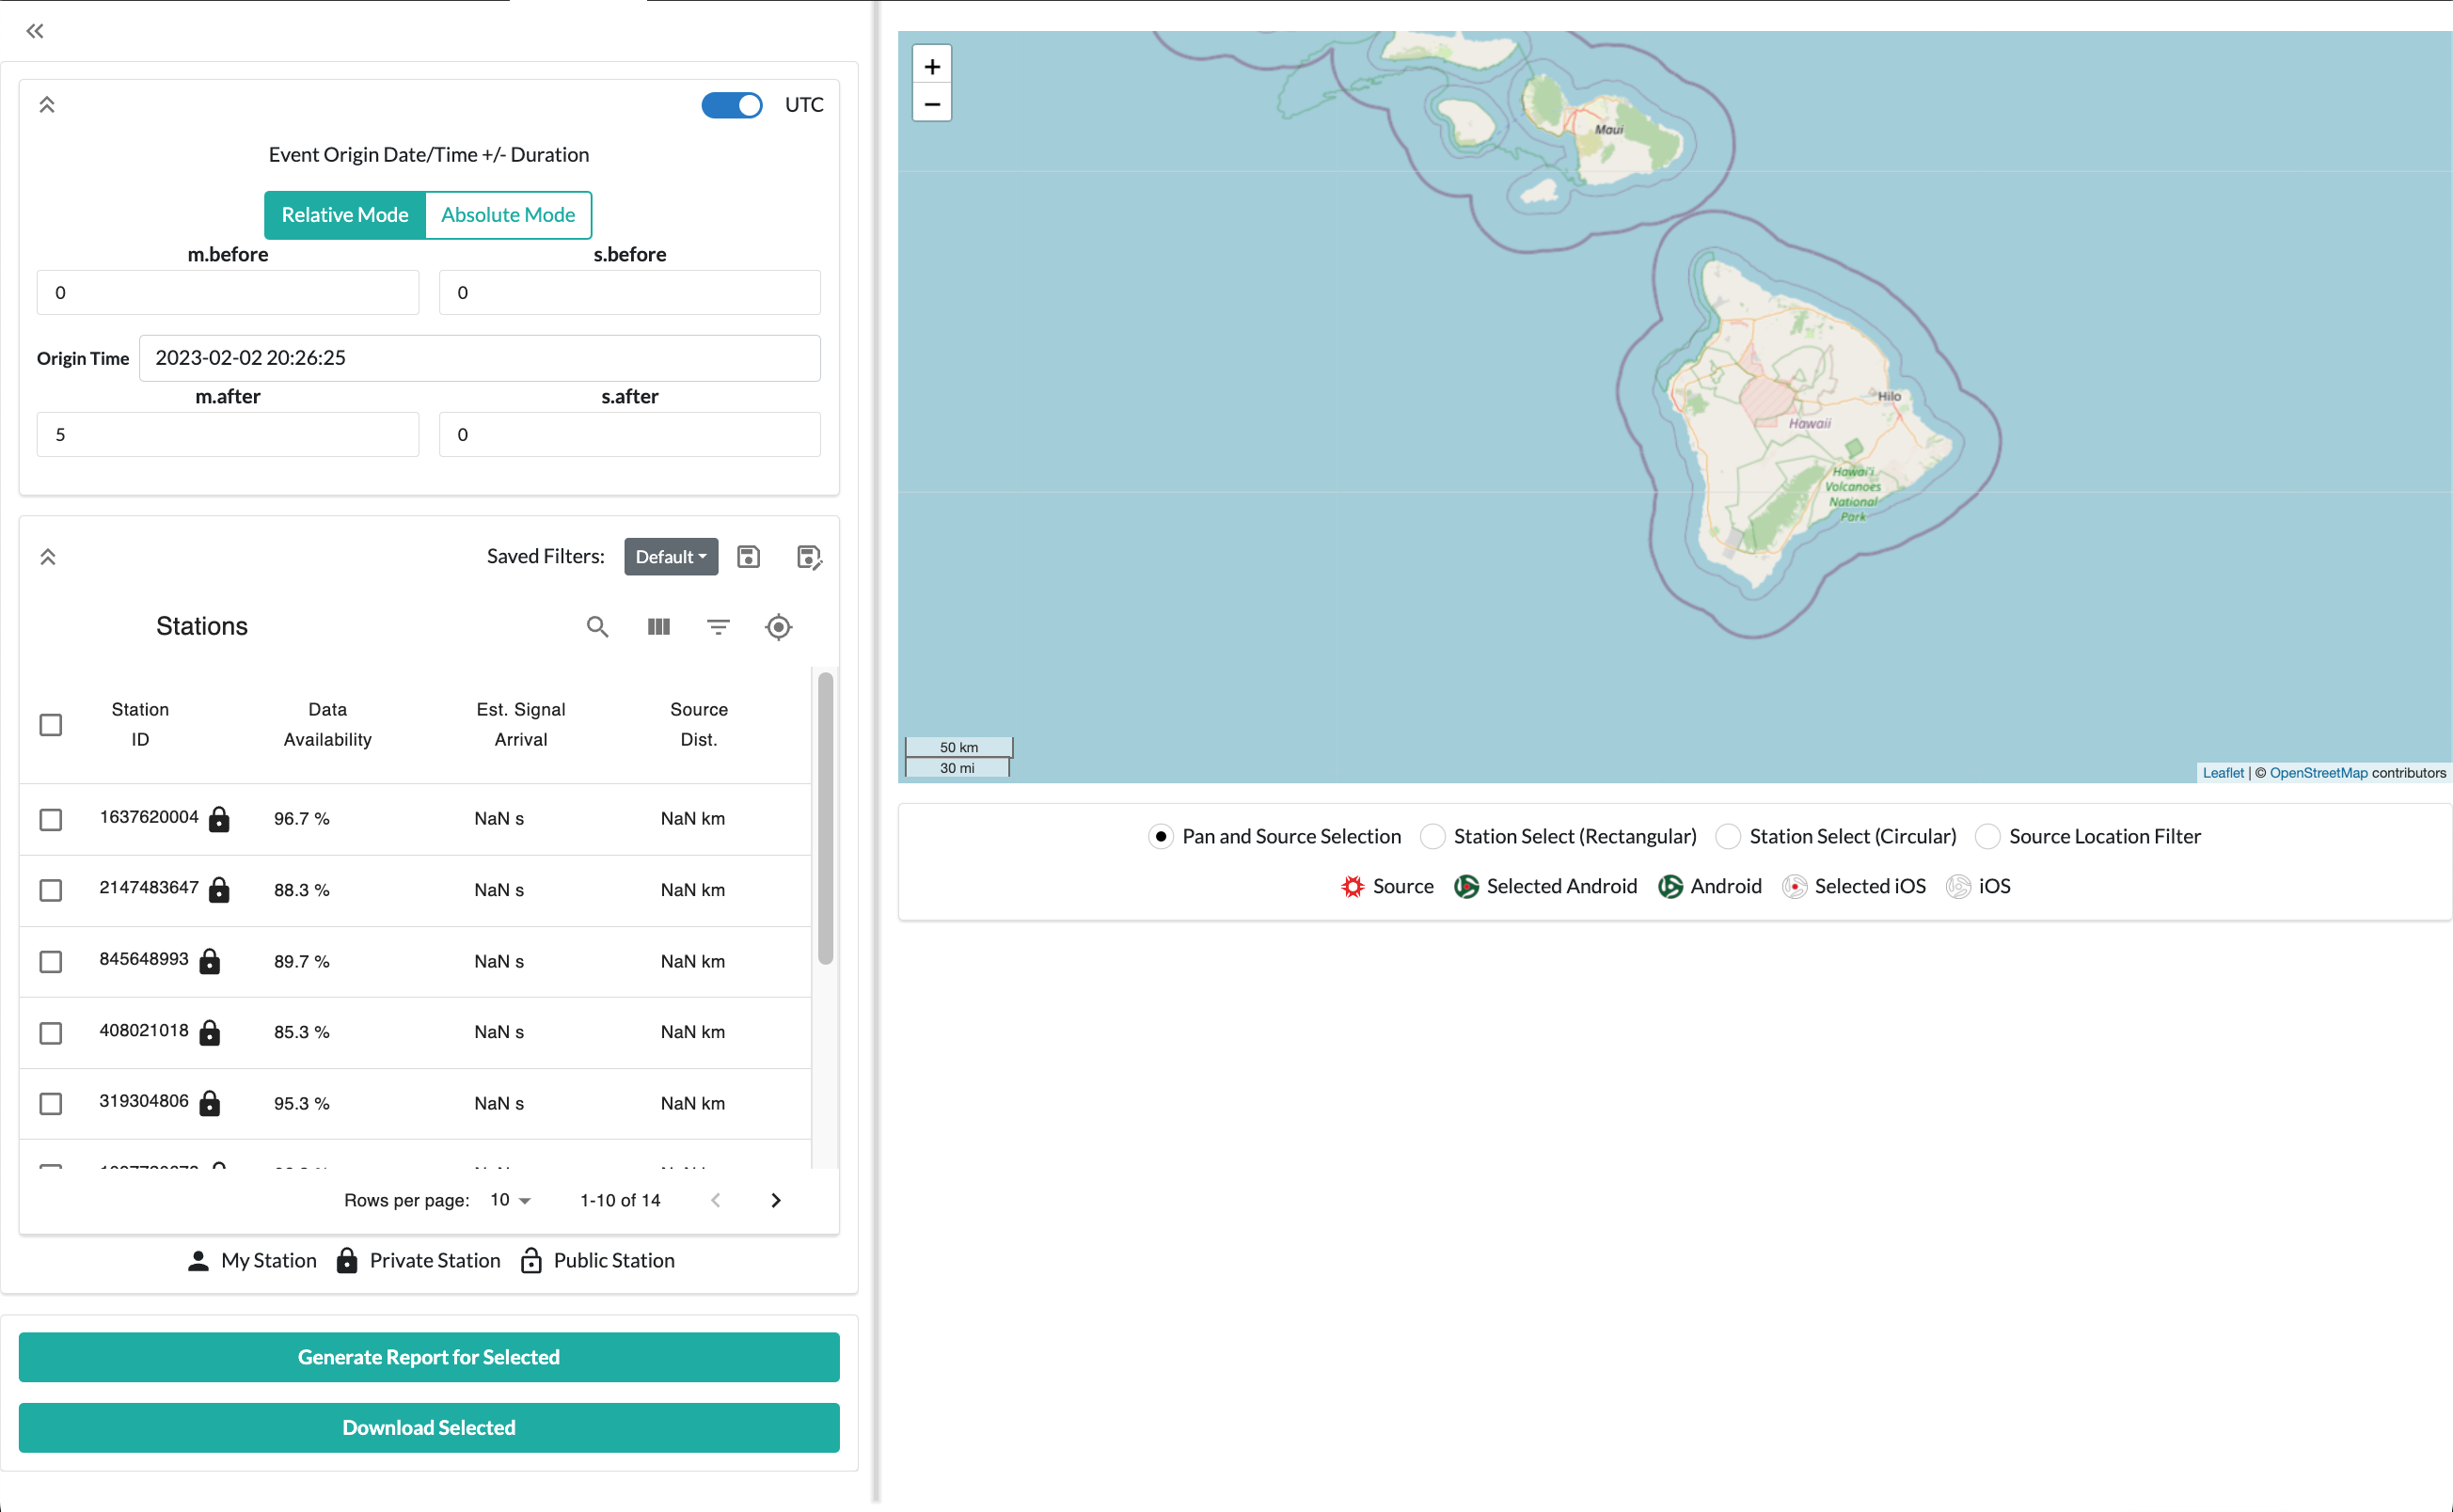 UTC
Event Origin Date/Time +/- Duration
Relative Mode Absolute Mode
m.before s.before
0 0
Origin Time 2023-02-02 20:26:25
m.after s.after
5 0
Saved Filters: Default
Stations
Station ID Data Availability Est. Signal Arrival Source Dist.
1637620004 96.7 % NaN s NaN km
2147483647 88.3 % NaN s NaN km
845648993 89.7 % NaN s NaN km
408021018 85.3 % NaN s NaN km
319304806 95.3 % NaN s NaN km
Rows per page: 10 1-10 of 14
My Station Private Station Public Station
Generate Report for Selected
Download Selected
+
−
Maui
Hilo
Hawaii
Hawai'i
Volcanoes
National
Park
50 km
30 mi
Leaflet | © OpenStreetMap contributors
Pan and Source Selection Station Select (Rectangular) Station Select (Circular) Source Location Filter
Source Selected Android Android Selected iOS iOS